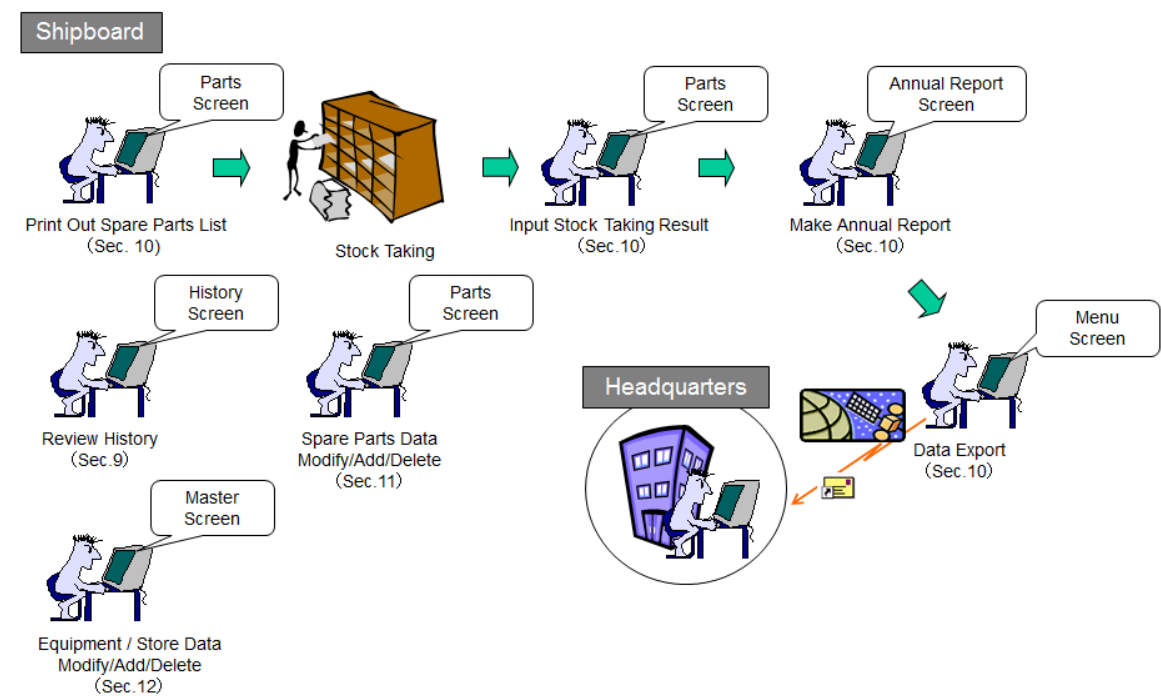 Shipboard
Parts
Screen
Print Out Spare Parts List
（Sec. 10)
Stock Taking
Parts
Screen
Input Stock Taking Result
（Sec.10）
Annual Report
Screen
Make Annual Report
（Sec.10）
History
Screen
Review History
（Sec.9）
Parts
Screen
Spare Parts Data
Modify/Add/Delete
（Sec.11）
Menu
Screen
Data Export
（Sec.10）
Headquarters
Master
Screen
Equipment / Store Data
Modify/Add/Delete
（Sec.12）